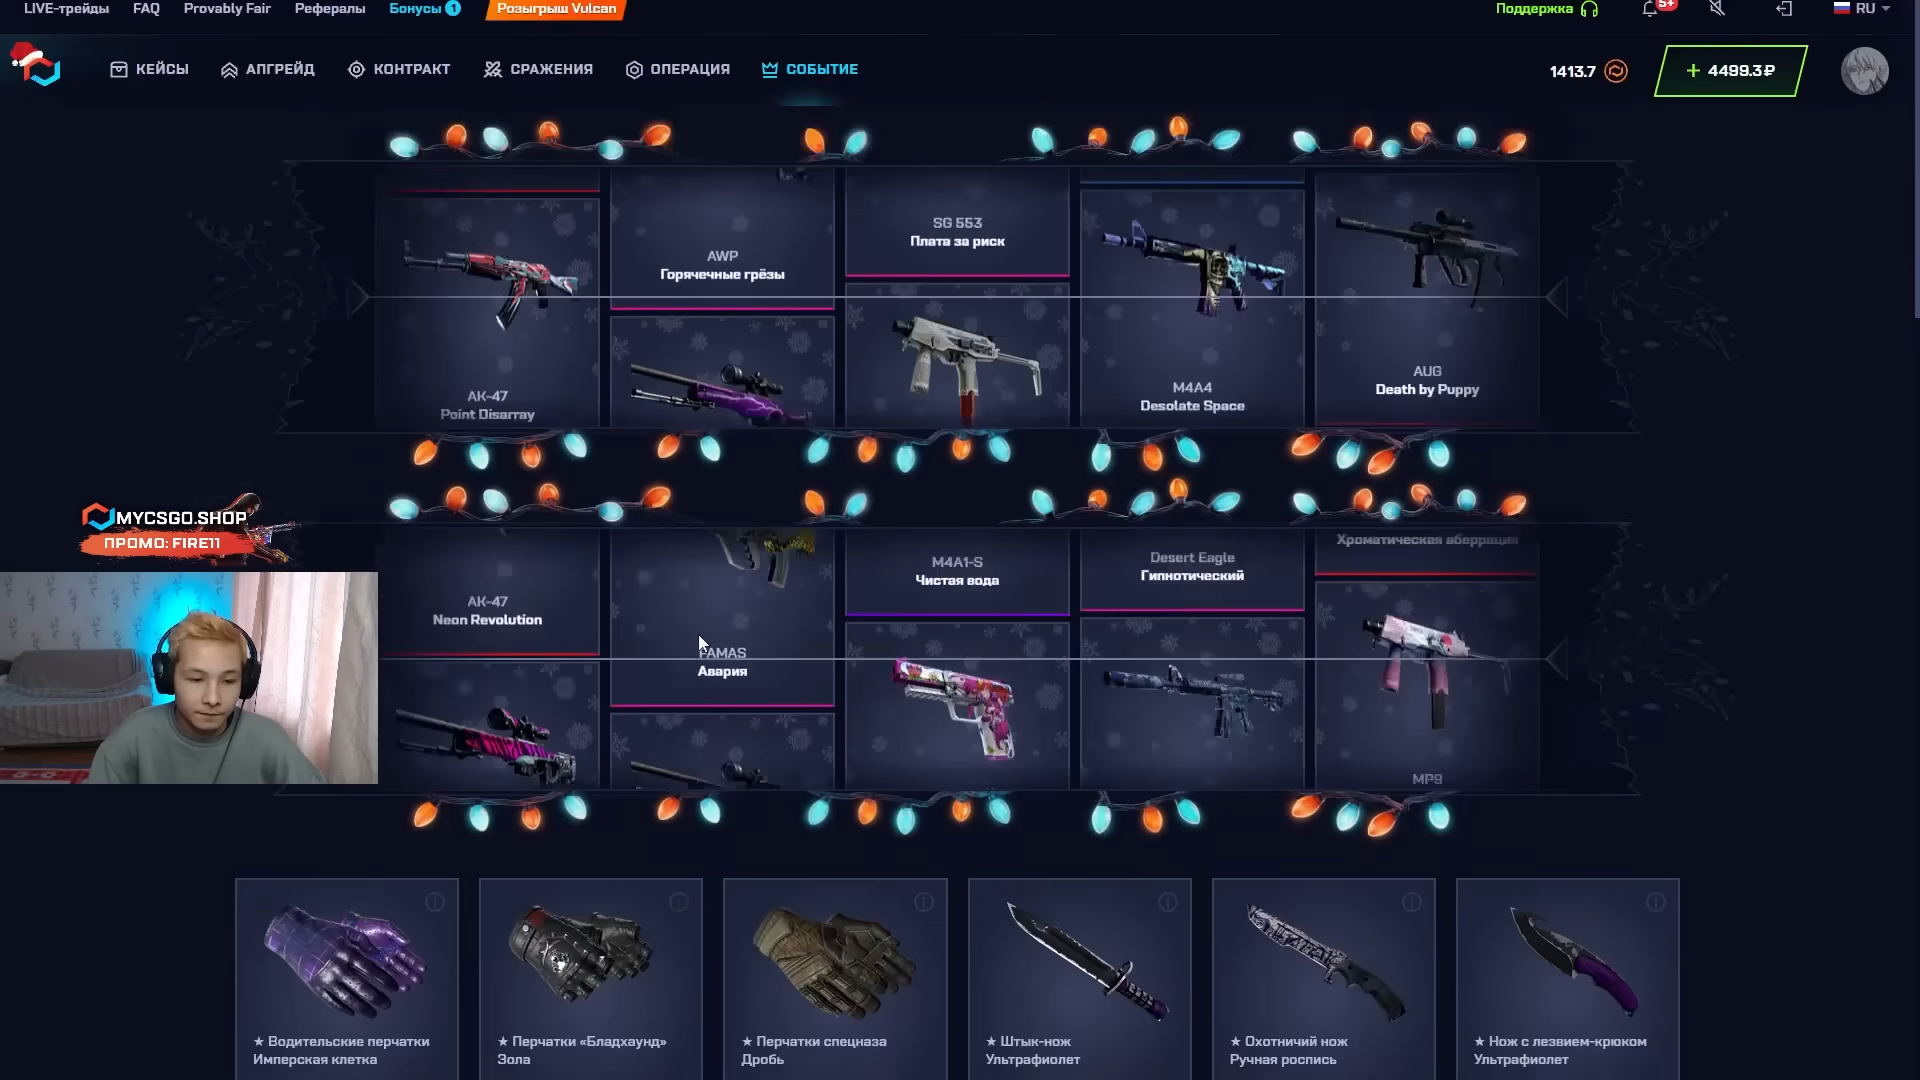 LIVE-трейды
FAQ
Provably Fair
Рефералы
Бонусы 1
Розыгрыш Vulcan
Поддержка
5+
RU
КЕЙСЫ
АПГРЕЙД
КОНТРАКТ
СРАЖЕНИЯ
ОПЕРАЦИЯ
СОБЫТИЕ
1413.7
+ 4499.3₽
AK-47
Point Disarray
AWP
Горячечные грёзы
SG 553
Плата за риск
M4A4
Desolate Space
AUG
Death by Puppy
MYCSGO.SHOP
ПРОМО: FIRE11
AK-47
Neon Revolution
FAMAS
Авария
M4A1-S
Чистая вода
Desert Eagle
Гипнотический
Хроматическая аберрация
MP9
★ Водительские перчатки
Имперская клетка
★ Перчатки «Бладхаунд»
Зола
★ Перчатки спецназа
Дробь
★ Штык-нож
Ультрафиолет
★ Охотничий нож
Ручная роспись
★ Нож с лезвием-крюком
Ультрафиолет